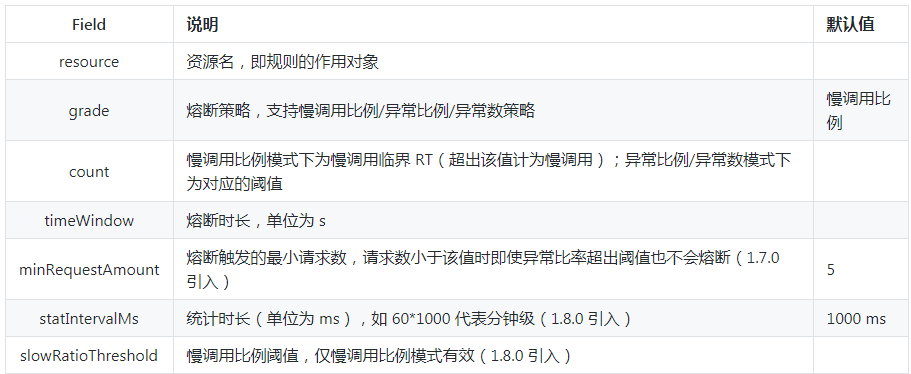 Field 说明 默认值
resource 资源名，即规则的作用对象
grade 熔断策略，支持慢调用比例/异常比例/异常数策略 慢调用比
例
count 慢调用比例模式下为慢调用临界 RT（超出该值计为慢调用）；异常比例/异常数模式下
为对应的阈值
timeWindow 熔断时长，单位为 s
minRequestAmount 熔断触发的最小请求数，请求数小于该值时即使异常比率超出阈值也不会熔断（1.7.0
引入） 5
statIntervalMs 统计时长（单位为 ms），如 60*1000 代表分钟级（1.8.0 引入） 1000 ms
slowRatioThreshold 慢调用比例阈值，仅慢调用比例模式有效（1.8.0 引入）